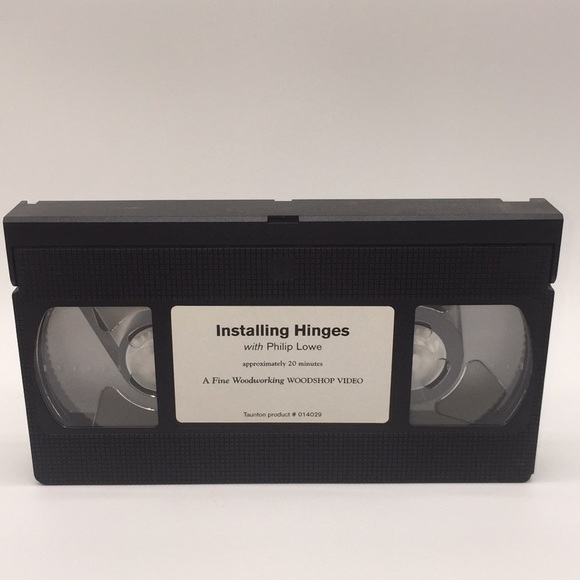 Installing Hinges
with Philip Lowe
approximately 20 minutes
A Fine Woodworking WOODSHOP VIDEO
Taunton product # 014029